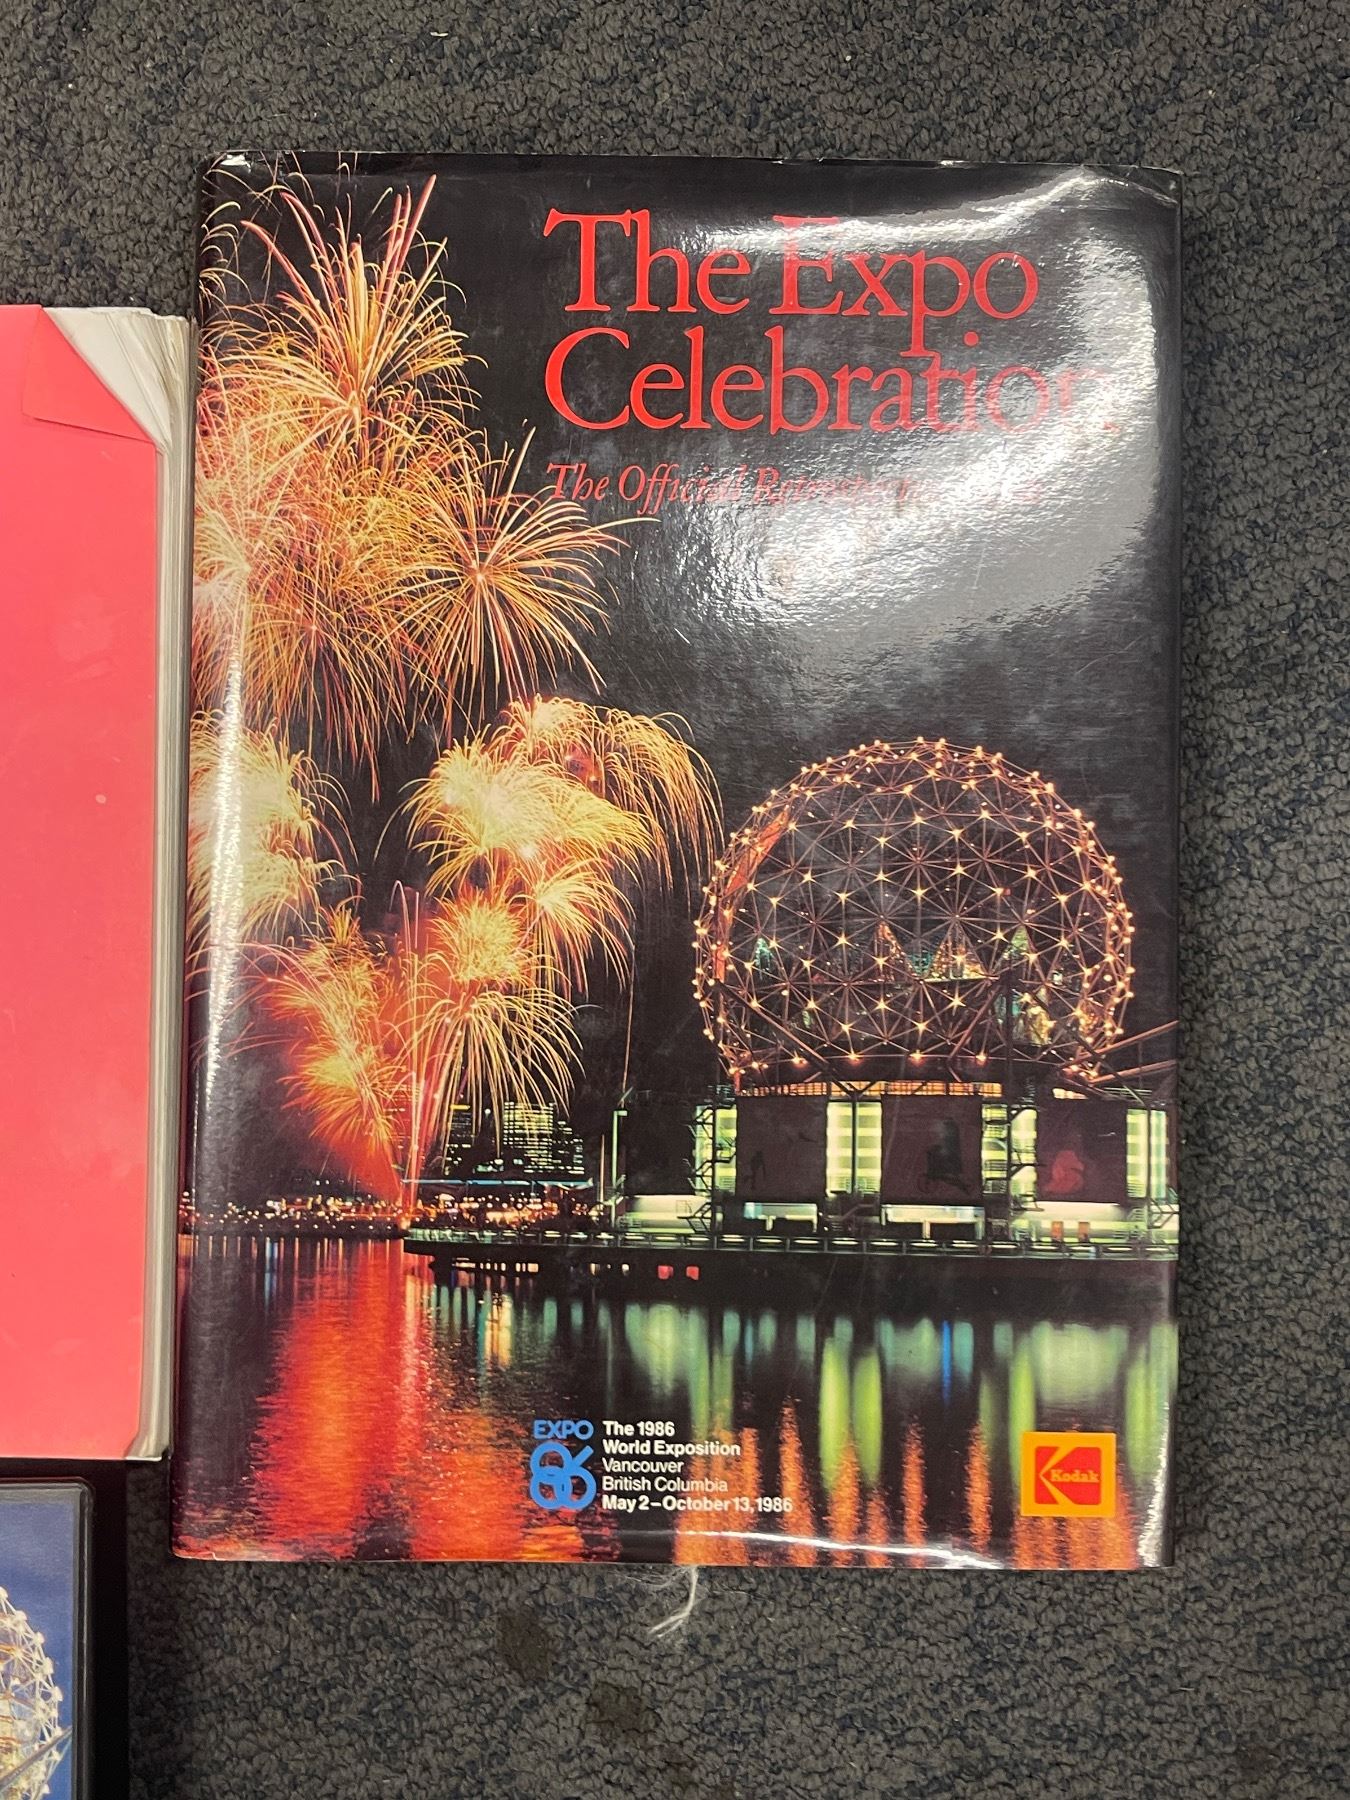 The Expo
Celebration
The Official Retrospective
EXPO
86
The 1986
World Exposition
Vancouver
British Columbia
May 2–October 13, 1986
Kodak